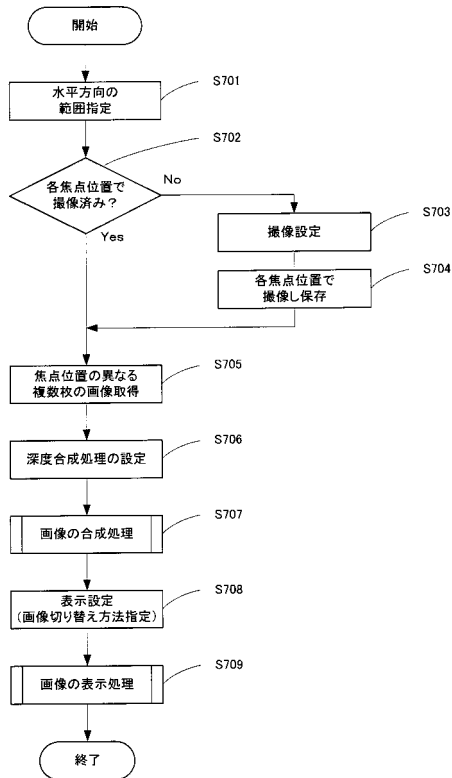 開始
S701
水平方向の
範囲指定
S702
各焦点位置で
撮像済み？
No
Yes
S703
撮像設定
S704
各焦点位置で
撮像し保存
S705
焦点位置の異なる
複数枚の画像取得
S706
深度合成処理の設定
S707
画像の合成処理
S708
表示設定
(画像切り替え方法指定)
S709
画像の表示処理
終了